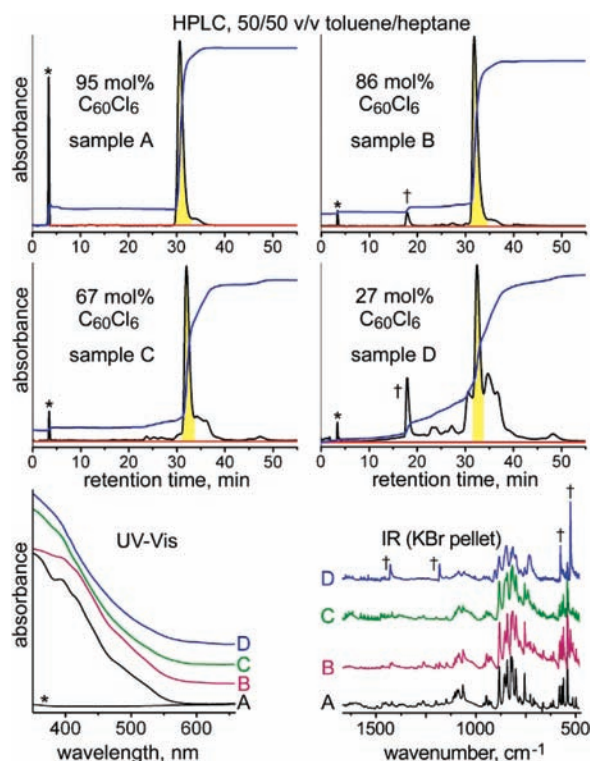 HPLC, 50/50 v/v toluene/heptane
absorbance
*
95 mol%
C₆₀Cl₆
sample A
0 10 20 30 40 50
*
†
86 mol%
C₆₀Cl₆
sample B
0 10 20 30 40 50
absorbance
*
67 mol%
C₆₀Cl₆
sample C
0 10 20 30 40 50
retention time, min
*
†
27 mol%
C₆₀Cl₆
sample D
0 10 20 30 40 50
retention time, min
absorbance
UV-Vis
D
C
B
A
*
400 500 600
wavelength, nm
IR (KBr pellet)
† † † †
D
C
B
A
1500 1000 500
wavenumber, cm⁻¹